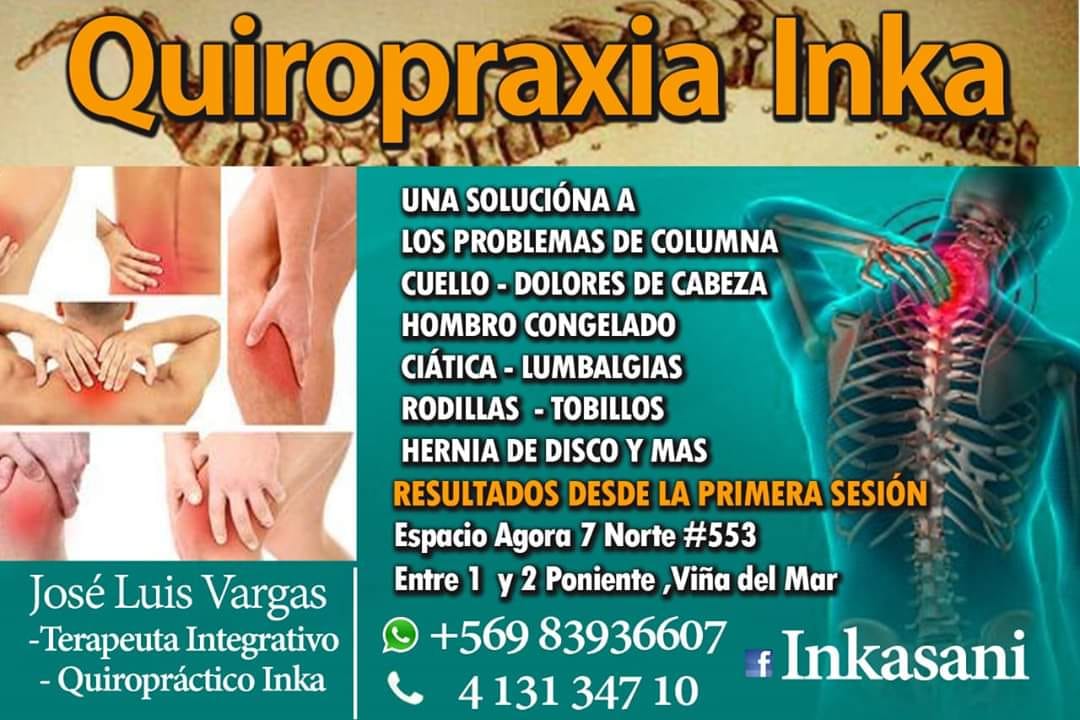 Quiropraxia Inka
UNA SOLUCIÓNA A
LOS PROBLEMAS DE COLUMNA
CUELLO - DOLORES DE CABEZA
HOMBRO CONGELADO
CIÁTICA - LUMBALGIAS
RODILLAS - TOBILLOS
HERNIA DE DISCO Y MAS
RESULTADOS DESDE LA PRIMERA SESIÓN
Espacio Agora 7 Norte #553
Entre 1 y 2 Poniente ,Viña del Mar
José Luis Vargas
-Terapeuta Integrativo
- Quiropráctico Inka
+569 83936607
4 131 347 10
f Inkasani